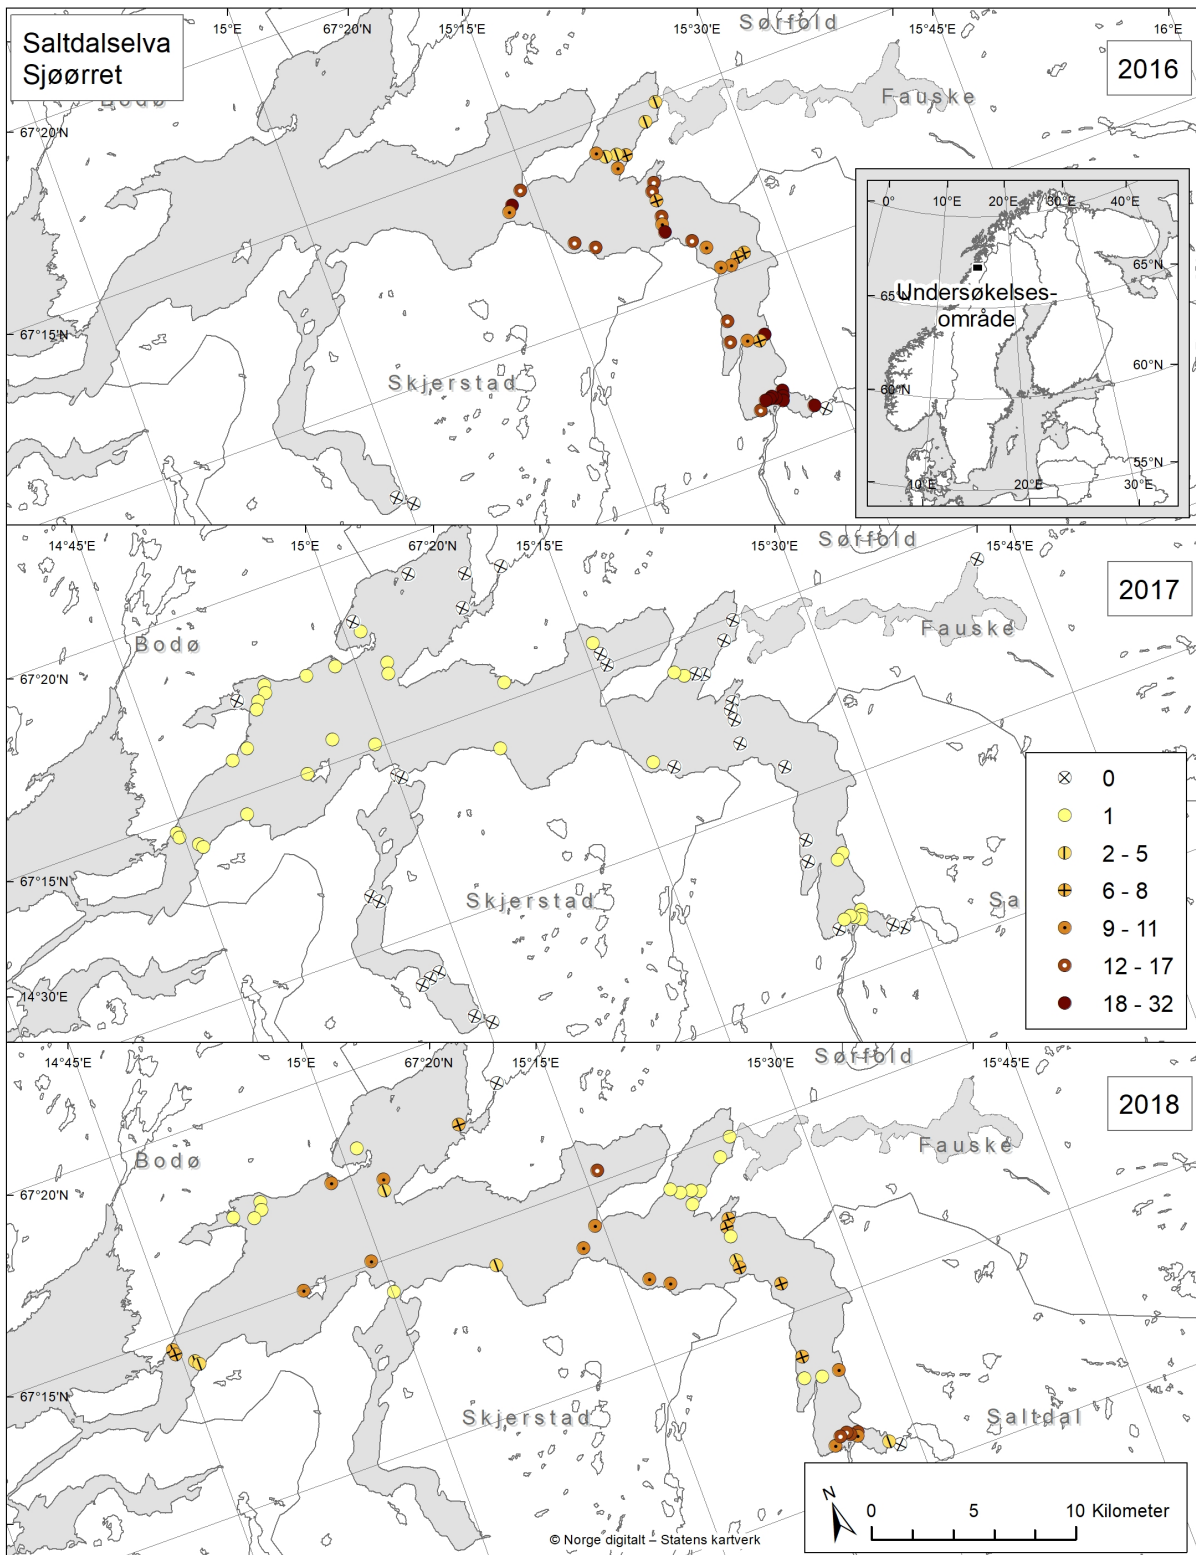 Saltdalselva
Sjøørret
15°E
67°20'N
15°15'E
15°30'E
Sørfold
15°45'E
16°E
2016
Bodø
Fauske
67°20'N
67°15'N
Skjerstad
0°
10°E
20°E
30°E
40°E
65°N
65°N
Undersøkelses-
område
60°N
60°N
55°N
10°E
20°E
30°E
14°45'E
15°E
67°20'N
15°15'E
15°30'E
Sørfold
15°45'E
2017
Bodø
Fauske
67°20'N
67°15'N
Skjerstad
Sa
14°30'E
0
1
2 - 5
6 - 8
9 - 11
12 - 17
18 - 32
14°45'E
15°E
67°20'N
15°15'E
15°30'E
Sørfold
15°45'E
2018
Bodø
Fauske
67°20'N
67°15'N
Skjerstad
Saltdal
N
0 5 10 Kilometer
© Norge digitalt – Statens kartverk